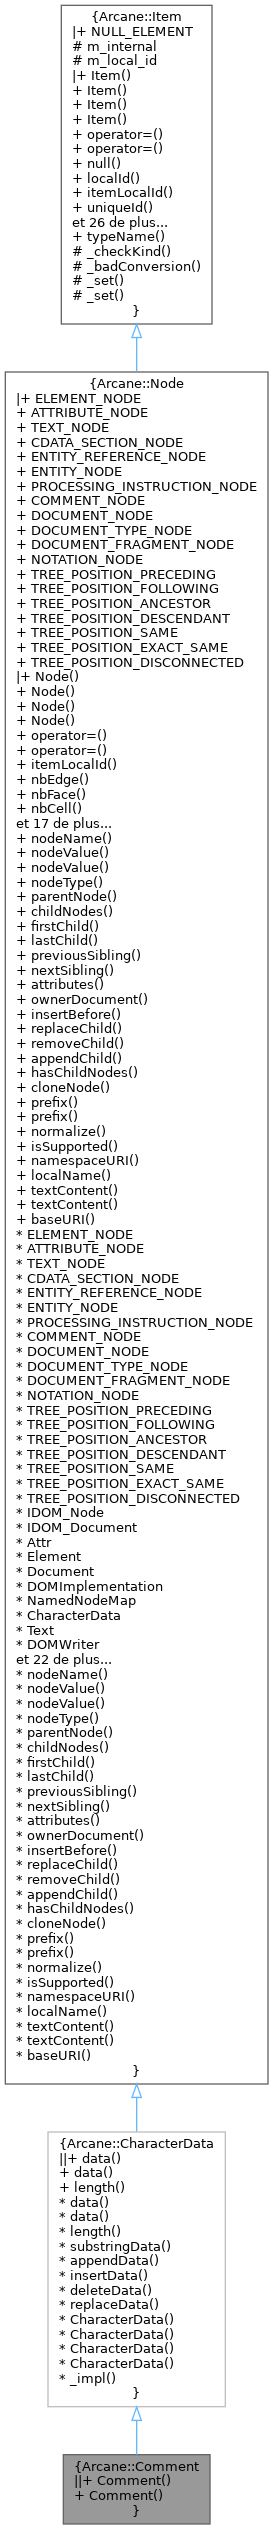 {Arcane::Item
|+ NULL_ELEMENT
# m_internal
# m_local_id
|+ Item()
+ Item()
+ Item()
+ Item()
+ operator=()
+ operator=()
+ null()
+ localId()
+ itemLocalId()
+ uniqueId()
et 26 de plus...
+ typeName()
# _checkKind()
# _badConversion()
# _set()
# _set()
}
{Arcane::Node
|+ ELEMENT_NODE
+ ATTRIBUTE_NODE
+ TEXT_NODE
+ CDATA_SECTION_NODE
+ ENTITY_REFERENCE_NODE
+ ENTITY_NODE
+ PROCESSING_INSTRUCTION_NODE
+ COMMENT_NODE
+ DOCUMENT_NODE
+ DOCUMENT_TYPE_NODE
+ DOCUMENT_FRAGMENT_NODE
+ NOTATION_NODE
+ TREE_POSITION_PRECEDING
+ TREE_POSITION_FOLLOWING
+ TREE_POSITION_ANCESTOR
+ TREE_POSITION_DESCENDANT
+ TREE_POSITION_SAME
+ TREE_POSITION_EXACT_SAME
+ TREE_POSITION_DISCONNECTED
|+ Node()
+ Node()
+ Node()
+ Node()
+ operator=()
+ operator=()
+ itemLocalId()
+ nbEdge()
+ nbFace()
+ nbCell()
et 17 de plus...
+ nodeName()
+ nodeValue()
+ nodeValue()
+ nodeType()
+ parentNode()
+ childNodes()
+ firstChild()
+ lastChild()
+ previousSibling()
+ nextSibling()
+ attributes()
+ ownerDocument()
+ insertBefore()
+ replaceChild()
+ removeChild()
+ appendChild()
+ hasChildNodes()
+ cloneNode()
+ prefix()
+ prefix()
+ normalize()
+ isSupported()
+ namespaceURI()
+ localName()
+ textContent()
+ textContent()
+ baseURI()
* ELEMENT_NODE
* ATTRIBUTE_NODE
* TEXT_NODE
* CDATA_SECTION_NODE
* ENTITY_REFERENCE_NODE
* ENTITY_NODE
* PROCESSING_INSTRUCTION_NODE
* COMMENT_NODE
* DOCUMENT_NODE
* DOCUMENT_TYPE_NODE
* DOCUMENT_FRAGMENT_NODE
* NOTATION_NODE
* TREE_POSITION_PRECEDING
* TREE_POSITION_FOLLOWING
* TREE_POSITION_ANCESTOR
* TREE_POSITION_DESCENDANT
* TREE_POSITION_SAME
* TREE_POSITION_EXACT_SAME
* TREE_POSITION_DISCONNECTED
* IDOM_Node
* IDOM_Document
* Attr
* Element
* Document
* DOMImplementation
* NamedNodeMap
* CharacterData
* Text
* DOMWriter
et 22 de plus...
* nodeName()
* nodeValue()
* nodeValue()
* nodeType()
* parentNode()
* childNodes()
* firstChild()
* lastChild()
* previousSibling()
* nextSibling()
* attributes()
* ownerDocument()
* insertBefore()
* replaceChild()
* removeChild()
* appendChild()
* hasChildNodes()
* cloneNode()
* prefix()
* prefix()
* normalize()
* isSupported()
* namespaceURI()
* localName()
* textContent()
* textContent()
* baseURI()
}
{Arcane::CharacterData
||+ data()
+ data()
+ length()
* data()
* data()
* length()
* substringData()
* appendData()
* insertData()
* deleteData()
* replaceData()
* CharacterData()
* CharacterData()
* CharacterData()
* CharacterData()
* _impl()
}
{Arcane::Comment
||+ Comment()
+ Comment()
}